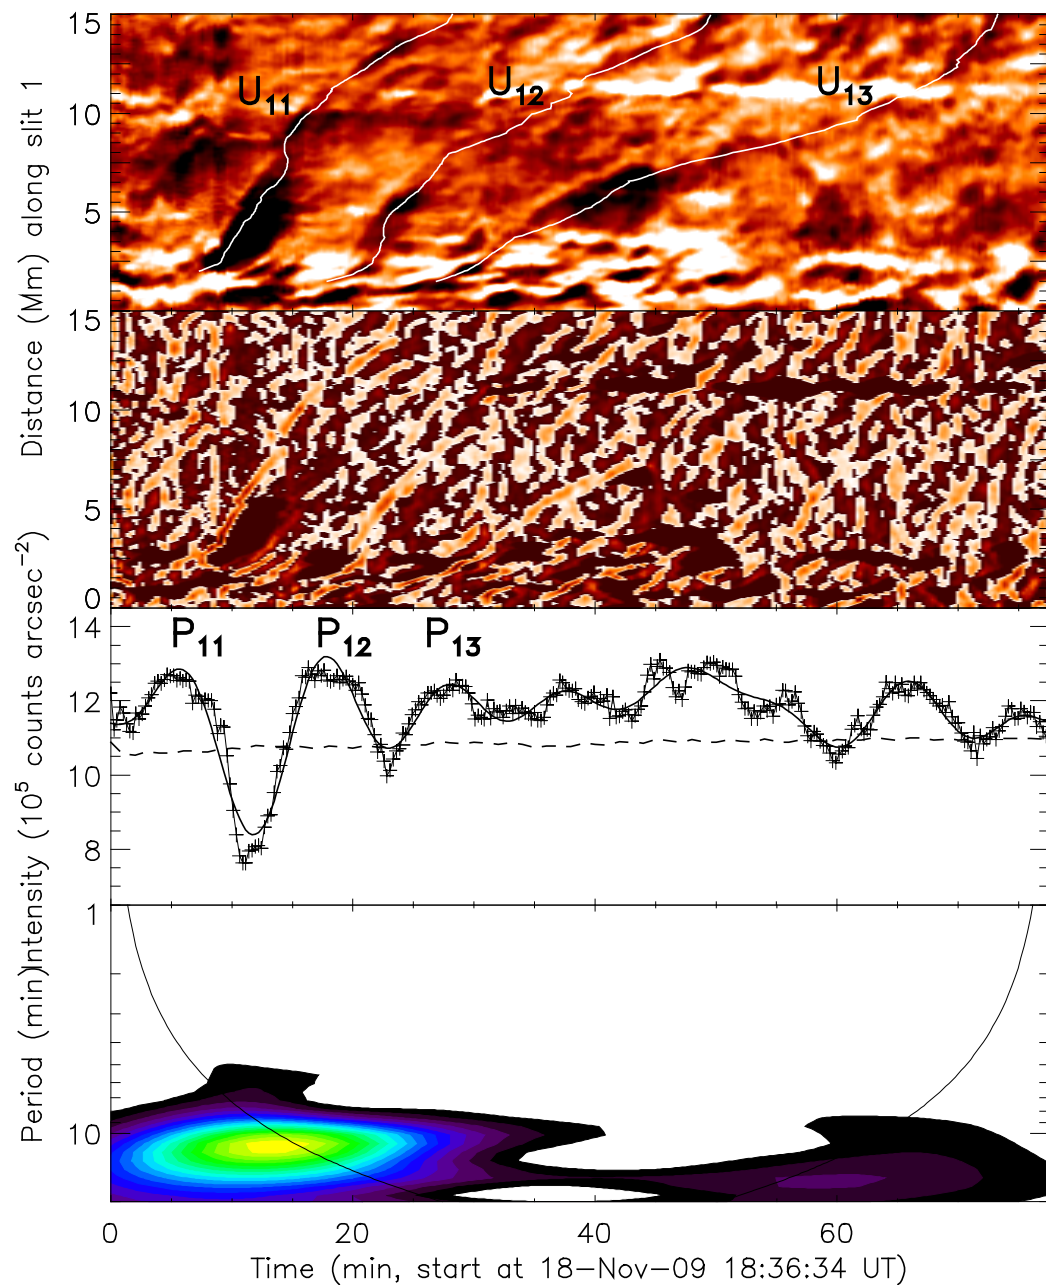 15
U₁₁ U₁₂ U₁₃
10
5
Distance (Mm) along slit 1
15
10
5
0
P₁₁ P₁₂ P₁₃
14
12
10
8
Intensity (10⁵ counts arcsec⁻²)
1
10
Period (min)
0 20 40 60
Time (min, start at 18-Nov-09 18:36:34 UT)